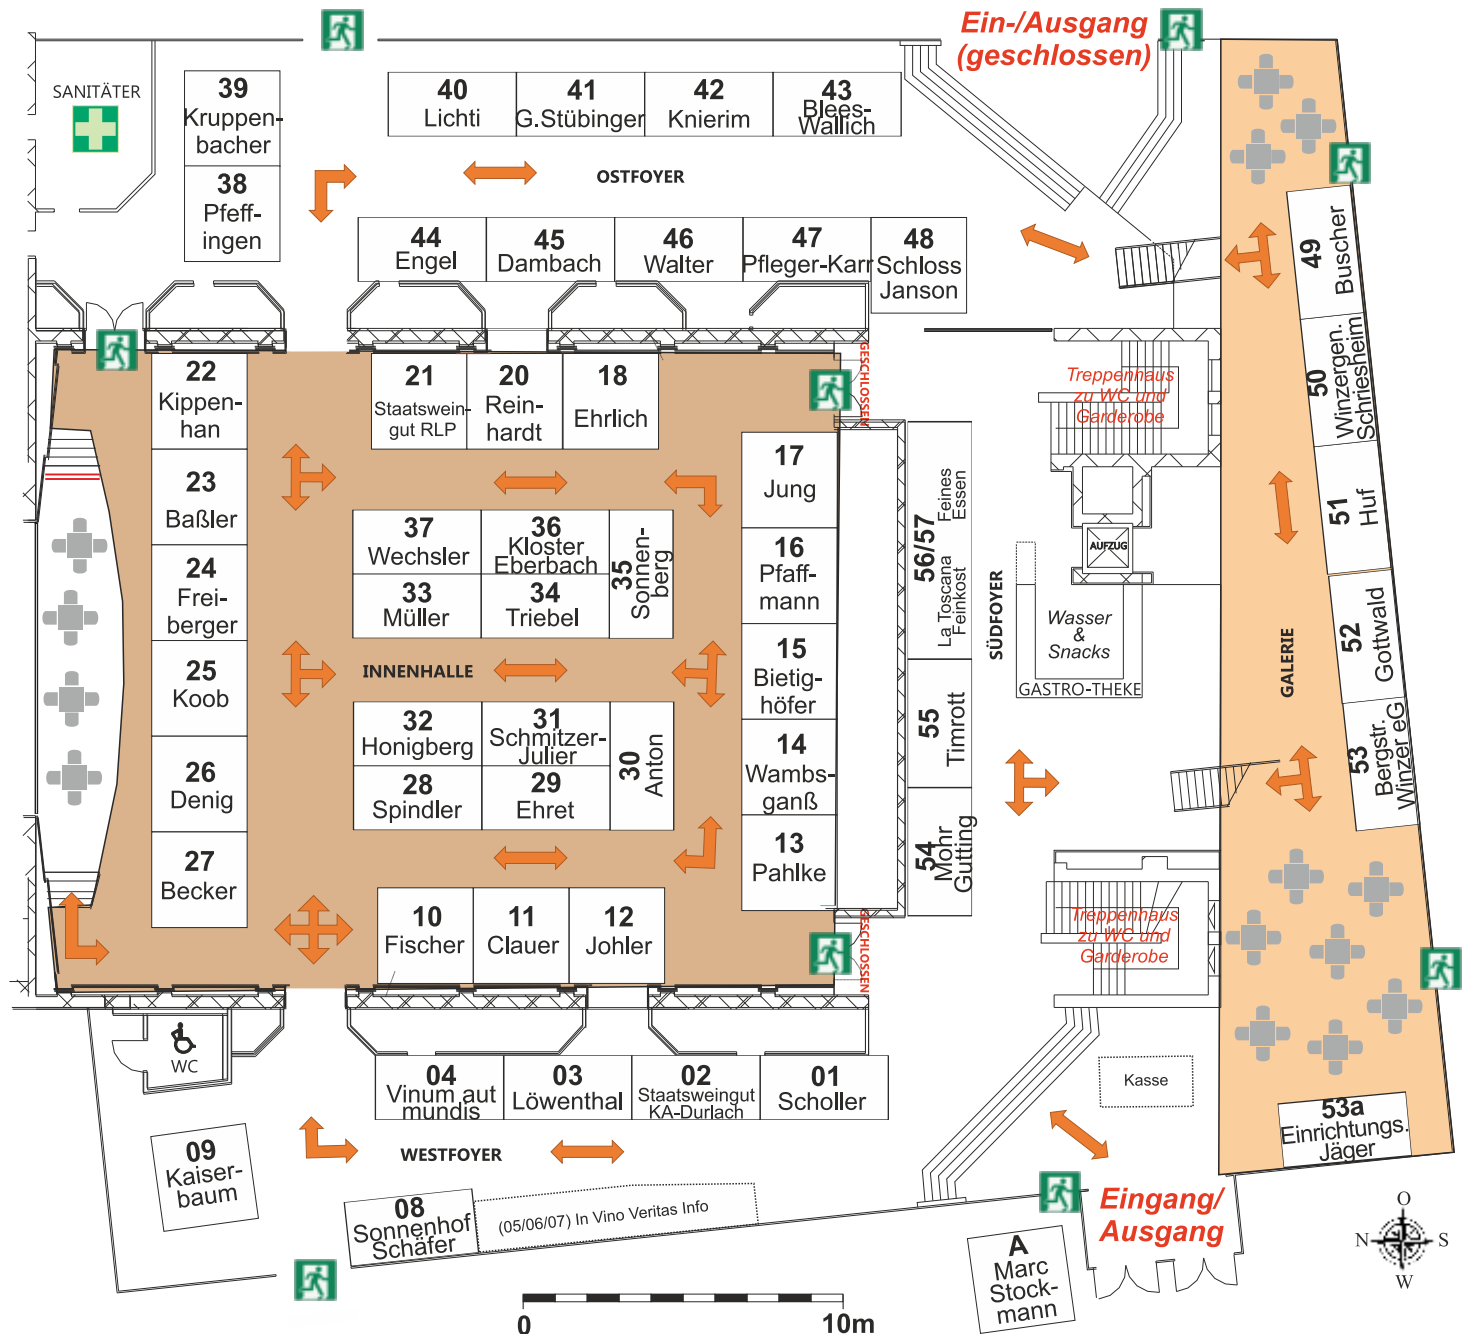 Ein-/Ausgang
(geschlossen)
SANITÄTER
39
Kruppen-
bacher
38
Pfeff-
ingen
40
Lichti
41
G.Stübinger
42
Knierim
43
Blees-
Wallich
OSTFOYER
44
Engel
45
Dambach
46
Walter
47
Pfleger-Karr
48
Schloss
Janson
49
Buscher
50
Winzergen.
Schriesheim
51
Huf
52
Gottwald
53
Bergstr.
Winzer eG
GALERIE
22
Kippen-
han
23
Baßler
24
Frei-
berger
25
Koob
26
Denig
27
Becker
21
Staatswein-
gut RLP
20
Rein-
hardt
18
Ehrlich
GESCHLOSSEN
17
Jung
16
Pfaff-
mann
15
Bietig-
höfer
14
Wambs-
ganß
13
Pahlke
37
Wechsler
36
Kloster
Eberbach
35
Sonnen-
berg
33
Müller
34
Triebel
INNENHALLE
32
Honigberg
31
Schmitzer-
Julier
30
Anton
28
Spindler
29
Ehret
10
Fischer
11
Clauer
12
Johler
GESCHLOSSEN
56/57
Feines
Essen
La Toscana
Feinkost
55
Timrott
54
Mohr
Gutting
SÜDFOYER
Treppenhaus
zu WC und
Garderobe
AUFZUG
Wasser
&
Snacks
GASTRO-THEKE
Treppenhaus
zu WC und
Garderobe
WC
04
Vinum aut
mundis
03
Löwenthal
02
Staatsweingut
KA-Durlach
01
Scholler
WESTFOYER
09
Kaiser-
baum
08
Sonnenhof
Schäfer
(05/06/07) In Vino Veritas Info
Kasse
53a
Einrichtungs.
Jäger
Eingang/
Ausgang
A
Marc
Stock-
mann
O
N S
W
0 10m